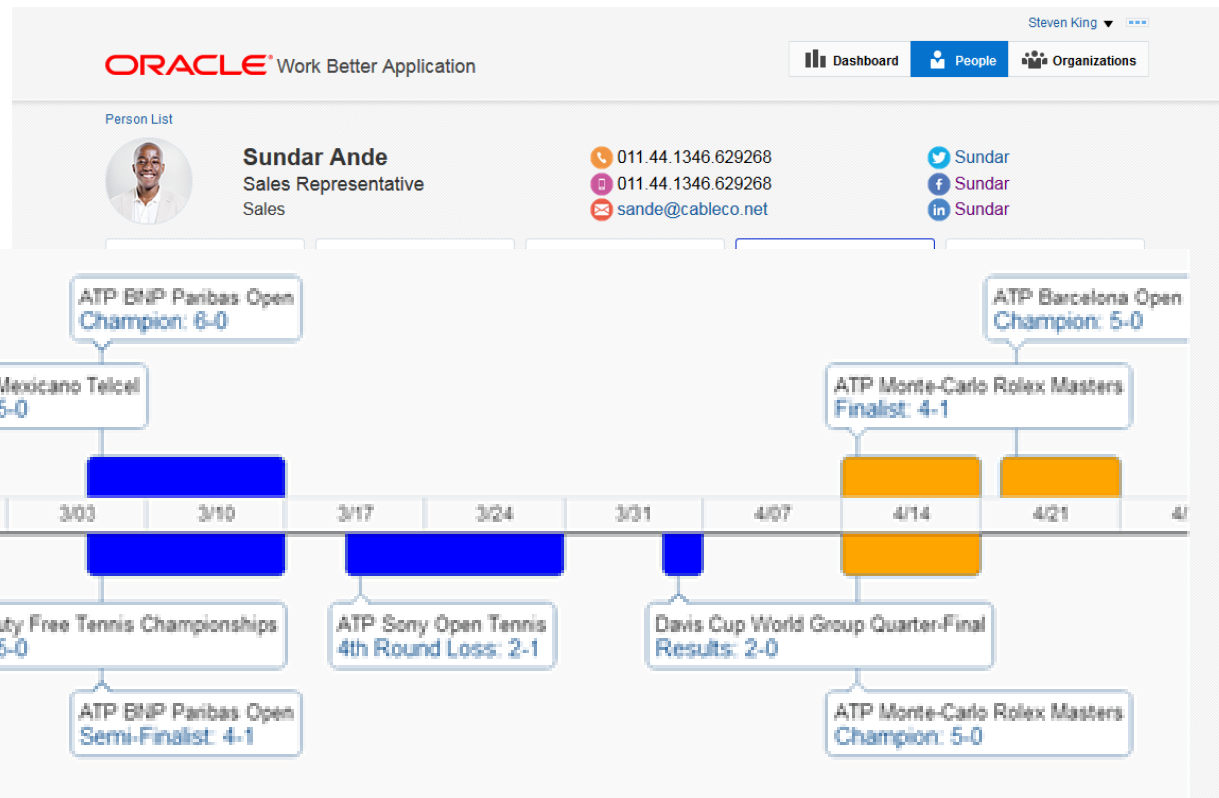 Steven King
ORACLE Work Better Application
Dashboard
People
Organizations
Person List
Sundar Ande
Sales Representative
Sales
011.44.1346.629268
011.44.1346.629268
sande@cableco.net
Sundar
Sundar
Sundar
ATP BNP Paribas Open
Champion: 6-0
ATP Barcelona Open
Champion: 5-0
Mexicano Telcel
5-0
ATP Monte-Carlo Rolex Masters
Finalist: 4-1
3/03 3/10 3/17 3/24 3/31 4/07 4/14 4/21
Free Tennis Championships
5-0
ATP Sony Open Tennis
4th Round Loss: 2-1
Davis Cup World Group Quarter-Final
Results: 2-0
ATP BNP Paribas Open
Semi-Finalist: 4-1
ATP Monte-Carlo Rolex Masters
Champion: 5-0